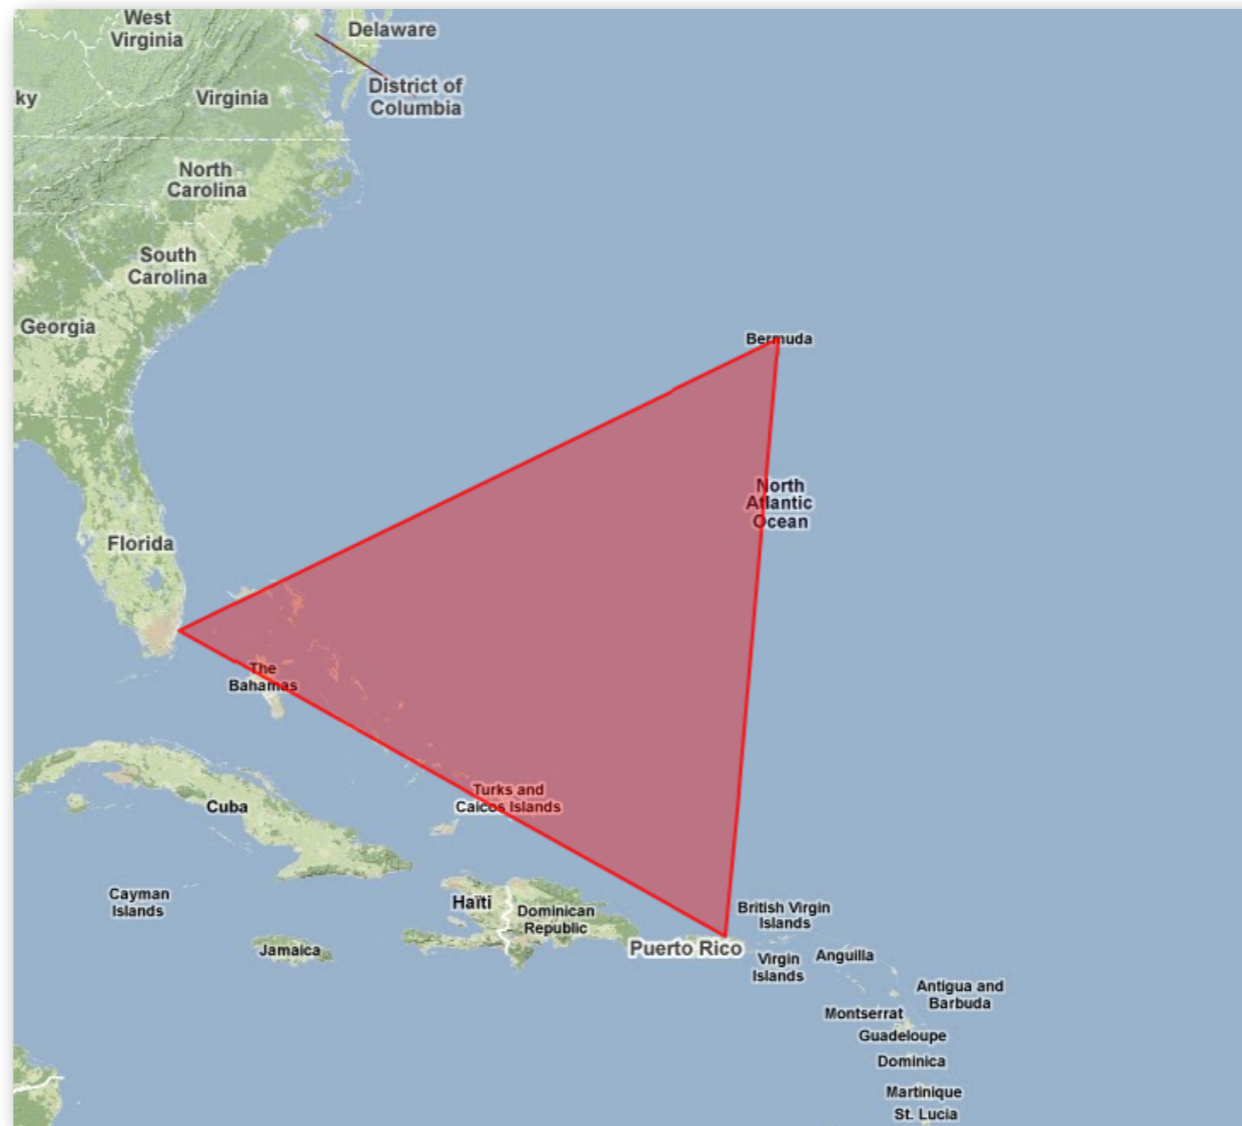 West
Virginia
Delaware
District of
Columbia
ky
Virginia
North
Carolina
South
Carolina
Georgia
Bermuda
North
Atlantic
Ocean
Florida
The
Bahamas
Turks and
Caicos Islands
Cuba
Cayman
Islands
Haïti
Dominican
Republic
British Virgin
Islands
Jamaica
Puerto Rico
Virgin
Islands
Anguilla
Antigua and
Barbuda
Montserrat
Guadeloupe
Dominica
Martinique
St. Lucia